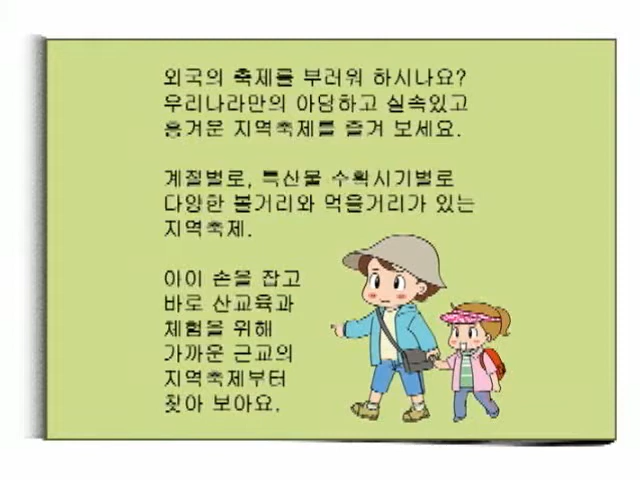 외국의 축제를 부러워 하시나요?
우리나라만의 아담하고 실속있고
흥겨운 지역축제를 즐겨 보세요.
계절별로, 특산물 수확시기별로
다양한 볼거리와 먹을거리가 있는
지역축제.
아이 손을 잡고
바로 산교육과
체험을 위해
가까운 근교의
지역축제부터
찾아 보아요.